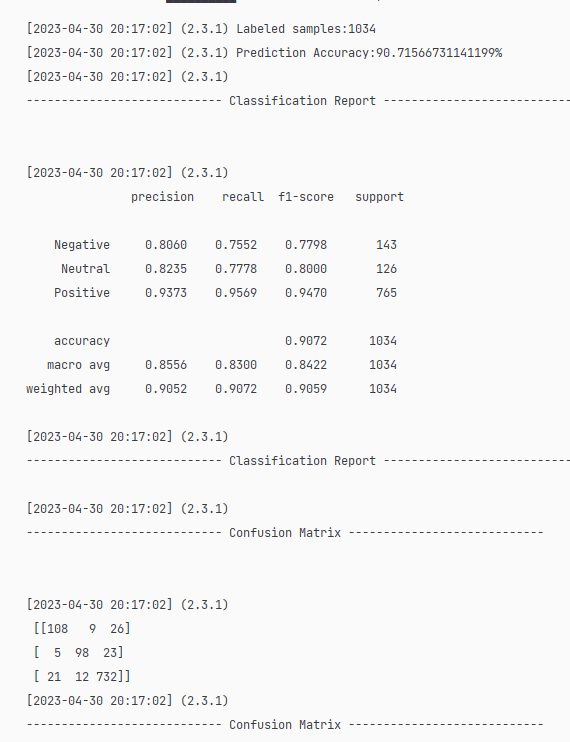 [2023-04-30 20:17:02] (2.3.1) Labeled samples:1034
[2023-04-30 20:17:02] (2.3.1) Prediction Accuracy:90.71566731141199%
[2023-04-30 20:17:02] (2.3.1)
---------------------------- Classification Report ---------------------------
[2023-04-30 20:17:02] (2.3.1)
               precision    recall  f1-score   support
    Negative     0.8060    0.7552    0.7798       143
     Neutral     0.8235    0.7778    0.8000       126
    Positive     0.9373    0.9569    0.9470       765
    accuracy                         0.9072      1034
   macro avg     0.8556    0.8300    0.8422      1034
weighted avg     0.9052    0.9072    0.9059      1034
[2023-04-30 20:17:02] (2.3.1)
---------------------------- Classification Report ---------------------------
[2023-04-30 20:17:02] (2.3.1)
---------------------------- Confusion Matrix ----------------------------
[2023-04-30 20:17:02] (2.3.1)
 [[108   9  26]
 [  5  98  23]
 [ 21  12 732]]
[2023-04-30 20:17:02] (2.3.1)
---------------------------- Confusion Matrix ----------------------------